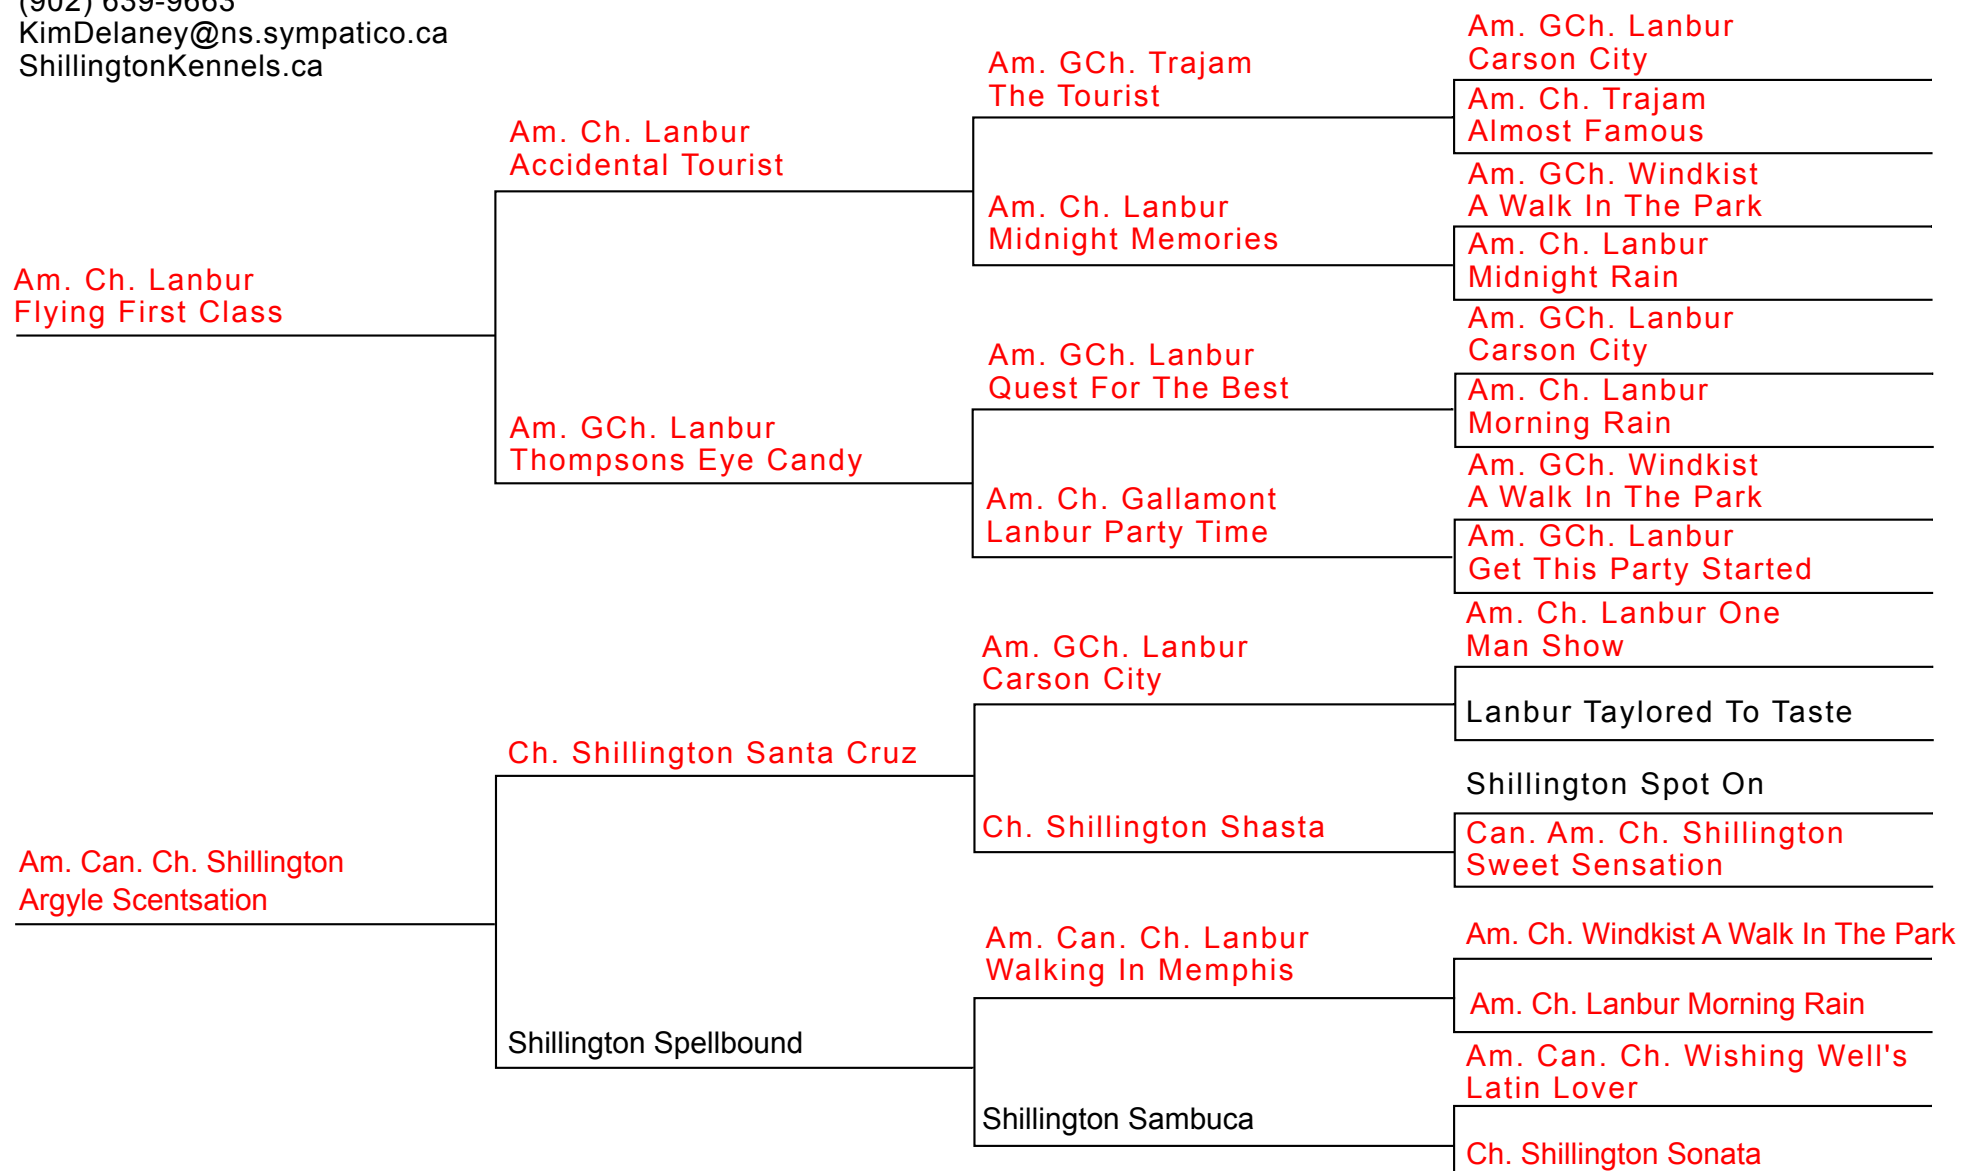 (902) 639-9663
KimDelaney@ns.sympatico.ca
ShillingtonKennels.ca
Am. Ch. Lanbur
Flying First Class
Am. Can. Ch. Shillington
Argyle Scentsation
Am. Ch. Lanbur
Accidental Tourist
Am. GCh. Lanbur
Thompsons Eye Candy
Ch. Shillington Santa Cruz
Shillington Spellbound
Am. GCh. Trajam
The Tourist
Am. Ch. Lanbur
Midnight Memories
Am. GCh. Lanbur
Quest For The Best
Am. Ch. Gallamont
Lanbur Party Time
Am. GCh. Lanbur
Carson City
Ch. Shillington Shasta
Am. Can. Ch. Lanbur
Walking In Memphis
Shillington Sambuca
Am. GCh. Lanbur
Carson City
Am. Ch. Trajam
Almost Famous
Am. GCh. Windkist
A Walk In The Park
Am. Ch. Lanbur
Midnight Rain
Am. GCh. Lanbur
Carson City
Am. Ch. Lanbur
Morning Rain
Am. GCh. Windkist
A Walk In The Park
Am. GCh. Lanbur
Get This Party Started
Am. Ch. Lanbur One
Man Show
Lanbur Taylored To Taste
Shillington Spot On
Can. Am. Ch. Shillington
Sweet Sensation
Am. Ch. Windkist A Walk In The Park
Am. Ch. Lanbur Morning Rain
Am. Can. Ch. Wishing Well's
Latin Lover
Ch. Shillington Sonata